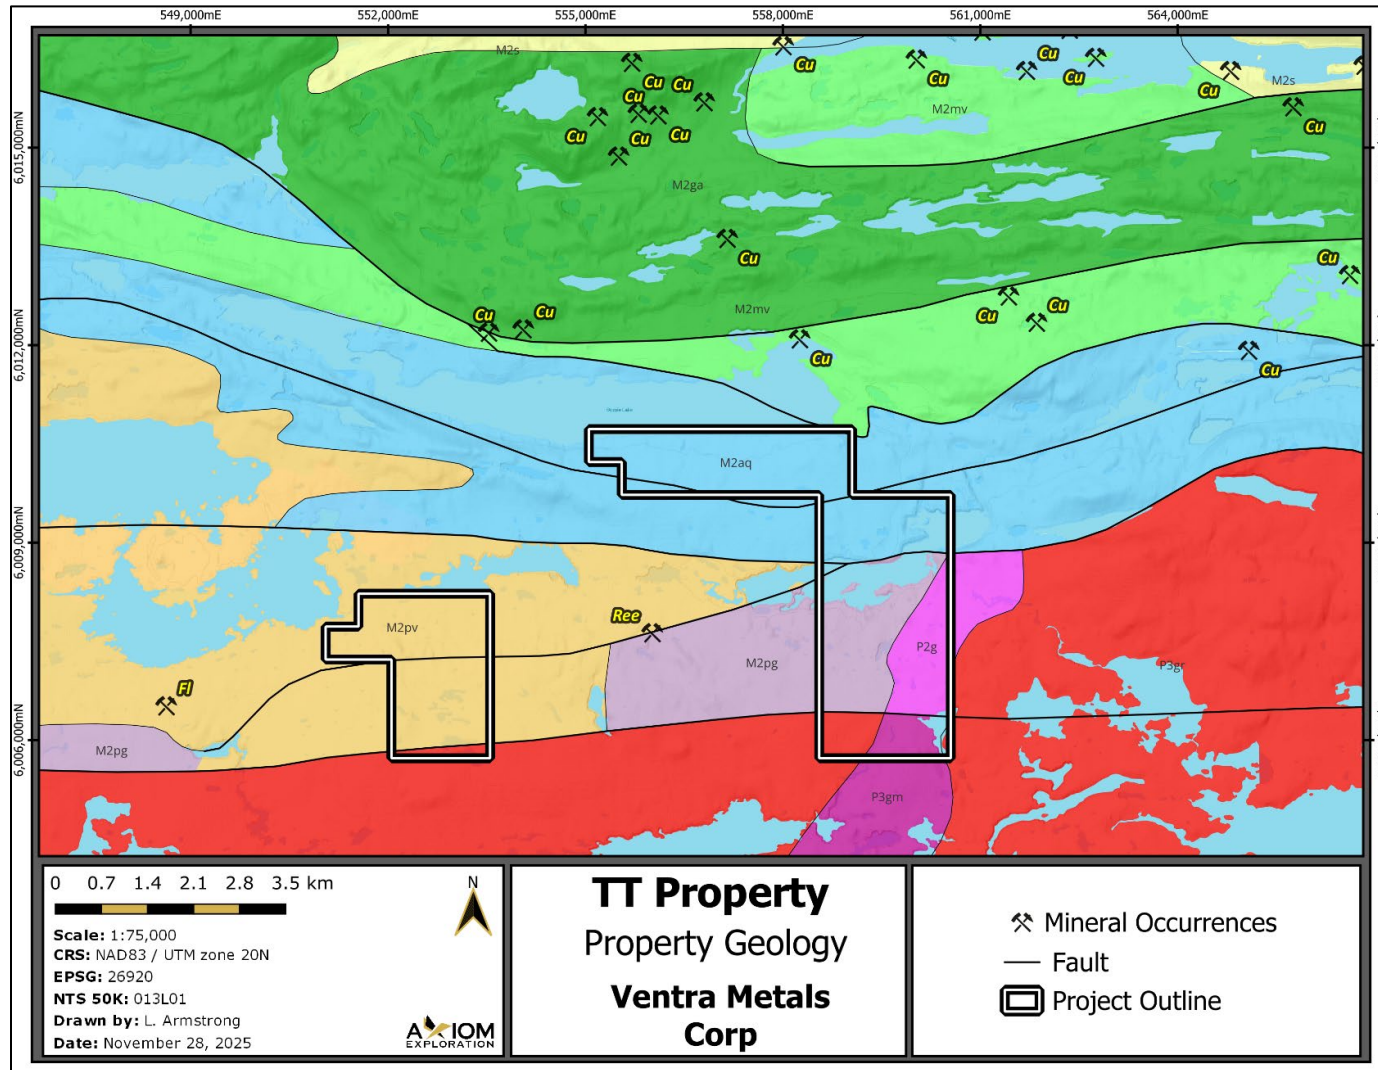 549,000mE 552,000mE 555,000mE 558,000mE 561,000mE 564,000mE
6,015,000mN
6,012,000mN
6,009,000mN
6,006,000mN
M2s
Cu
Cu
Cu
Cu
Cu
Cu
Cu
Cu
Cu
Cu
Cu
Cu
M2s
M2mv
Cu
M2ga
Cu
Cu
M2mv
Cu
Cu
Cu
Cu
Cu
Cu
M2aq
M2pv
Ree
M2pg
P2g
P3gr
Fl
M2pg
P3gm
0 0.7 1.4 2.1 2.8 3.5 km
N
Scale: 1:75,000
CRS: NAD83 / UTM zone 20N
EPSG: 26920
NTS 50K: 013L01
Drawn by: L. Armstrong
Date: November 28, 2025
AXIOM
EXPLORATION
TT Property
Property Geology
Ventra Metals
Corp
Mineral Occurrences
Fault
Project Outline